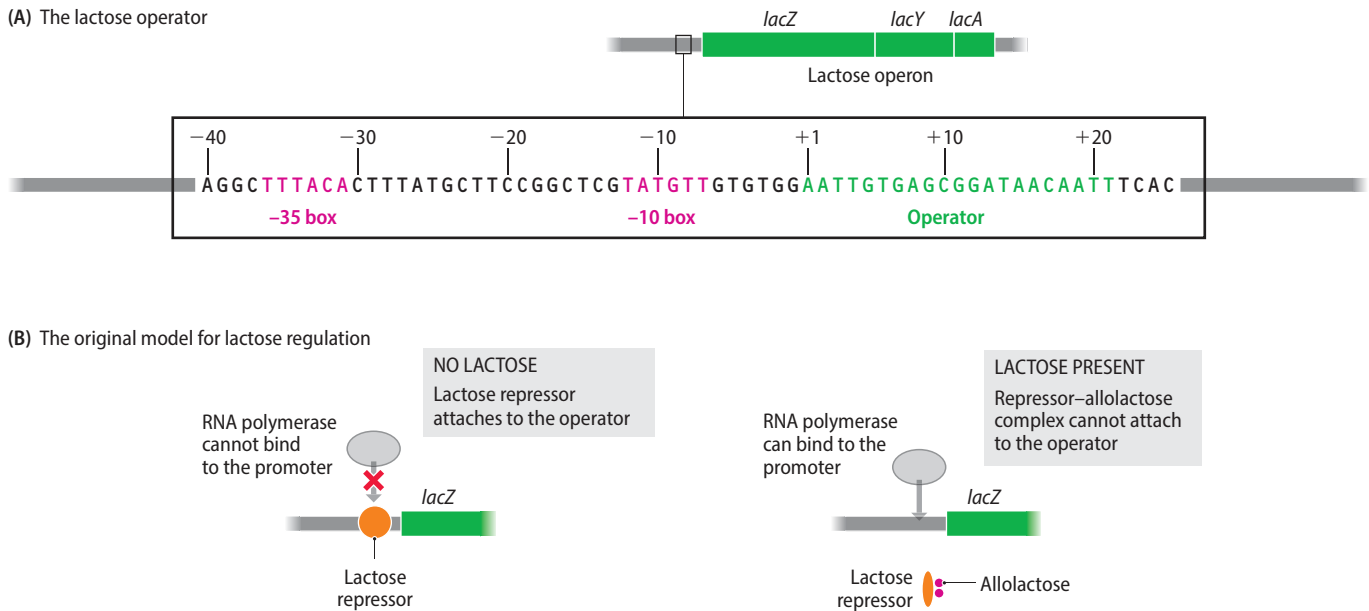 (A) The lactose operator
lacZ lacY lacA
Lactose operon
−40 −30 −20 −10 +1 +10 +20
AGGCTTTACACTTTATGCTTCCGGCTCGTATGTTGTGTGGAATTGTGAGCGGATAACAATTTCAC
–35 box –10 box Operator
(B) The original model for lactose regulation
NO LACTOSE
Lactose repressor
attaches to the operator
RNA polymerase
cannot bind
to the promoter
lacZ
Lactose
repressor
LACTOSE PRESENT
Repressor–allolactose
complex cannot attach
to the operator
RNA polymerase
can bind to the
promoter
lacZ
Lactose
repressor
Allolactose